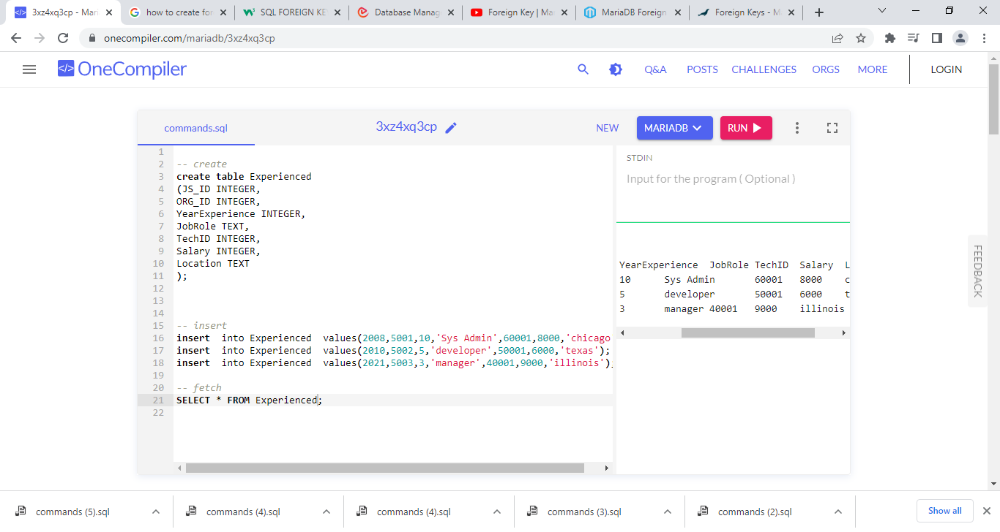 3xz4xq3cp - Mari
how to create for
SQL FOREIGN KE
Database Manag
Foreign Key | Ma
MariaDB Foreign
Foreign Keys - M
onecompiler.com/mariadb/3xz4xq3cp
</> OneCompiler
Q&A
POSTS
CHALLENGES
ORGS
MORE
LOGIN
commands.sql
3xz4xq3cp
NEW
MARIADB
RUN
1
2 -- create
3 create table Experienced
4 (JS_ID INTEGER,
5 ORG_ID INTEGER,
6 YearExperience INTEGER,
7 JobRole TEXT,
8 TechID INTEGER,
9 Salary INTEGER,
10 Location TEXT
11 );
12
13
14
15 -- insert
16 insert  into Experienced  values(2008,5001,10,'Sys Admin',60001,8000,'chicago
17 insert  into Experienced  values(2010,5002,5,'developer',50001,6000,'texas');
18 insert  into Experienced  values(2021,5003,3,'manager',40001,9000,'illinois');
19
20 -- fetch
21 SELECT * FROM Experienced;
22
STDIN
Input for the program ( Optional )
YearExperience  JobRole TechID  Salary  L
10      Sys Admin       60001   8000    c
5       developer       50001   6000    t
3       manager 40001   9000    illinois
FEEDBACK
commands (5).sql
commands (4).sql
commands (4).sql
commands (3).sql
commands (2).sql
Show all